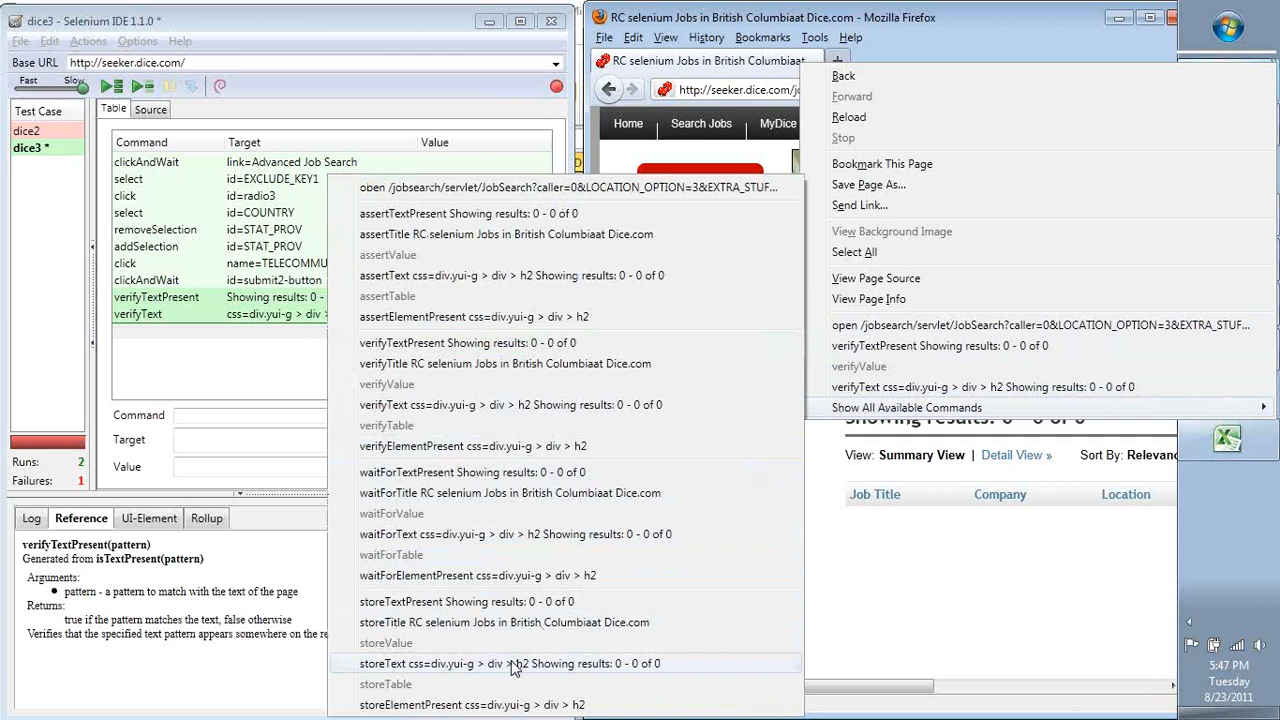 dice3 - Selenium IDE 1.1.0 *
File Edit Actions Options Help
Base URL http://seeker.dice.com/
Fast Slow
Test Case
dice2
dice3 *
Runs: 2
Failures: 1
Table Source
Command Target Value
clickAndWait link=Advanced Job Search
select id=EXCLUDE_KEY1
click id=radio3
select id=COUNTRY
removeSelection id=STAT_PROV
addSelection id=STAT_PROV
click name=TELECOMMU
clickAndWait id=submit2-button
verifyTextPresent Showing results: 0 -
verifyText css=div.yui-g > div >
Command
Target
Value
Log Reference UI-Element Rollup
verifyTextPresent(pattern)
Generated from isTextPresent(pattern)
Arguments:
pattern - a pattern to match with the text of the page
Returns:
true if the pattern matches the text, false otherwise
Verifies that the specified text pattern appears somewhere on the re
open /jobsearch/servlet/JobSearch?caller=0&LOCATION_OPTION=3&EXTRA_STUF...
assertTextPresent Showing results: 0 - 0 of 0
assertTitle RC selenium Jobs in British Columbiaat Dice.com
assertValue
assertText css=div.yui-g > div > h2 Showing results: 0 - 0 of 0
assertTable
assertElementPresent css=div.yui-g > div > h2
verifyTextPresent Showing results: 0 - 0 of 0
verifyTitle RC selenium Jobs in British Columbiaat Dice.com
verifyValue
verifyText css=div.yui-g > div > h2 Showing results: 0 - 0 of 0
verifyTable
verifyElementPresent css=div.yui-g > div > h2
waitForTextPresent Showing results: 0 - 0 of 0
waitForTitle RC selenium Jobs in British Columbiaat Dice.com
waitForValue
waitForText css=div.yui-g > div > h2 Showing results: 0 - 0 of 0
waitForTable
waitForElementPresent css=div.yui-g > div > h2
storeTextPresent Showing results: 0 - 0 of 0
storeTitle RC selenium Jobs in British Columbiaat Dice.com
storeValue
storeText css=div.yui-g > div > h2 Showing results: 0 - 0 of 0
storeTable
storeElementPresent css=div.yui-g > div > h2
RC selenium Jobs in British Columbiaat Dice.com - Mozilla Firefox
File Edit View History Bookmarks Tools Help
RC selenium Jobs in British Columbiaat
http://seeker.dice.com/jo
Home Search Jobs MyDice
Back
Forward
Reload
Stop
Bookmark This Page
Save Page As...
Send Link...
View Background Image
Select All
View Page Source
View Page Info
open /jobsearch/servlet/JobSearch?caller=0&LOCATION_OPTION=3&EXTRA_STUF...
verifyTextPresent Showing results: 0 - 0 of 0
verifyValue
verifyText css=div.yui-g > div > h2 Showing results: 0 - 0 of 0
Show All Available Commands
Showing results: 0 - 0 of 0
View: Summary View | Detail View » Sort by: Relevanc
Job Title Company Location
5:47 PM
Tuesday
8/23/2011